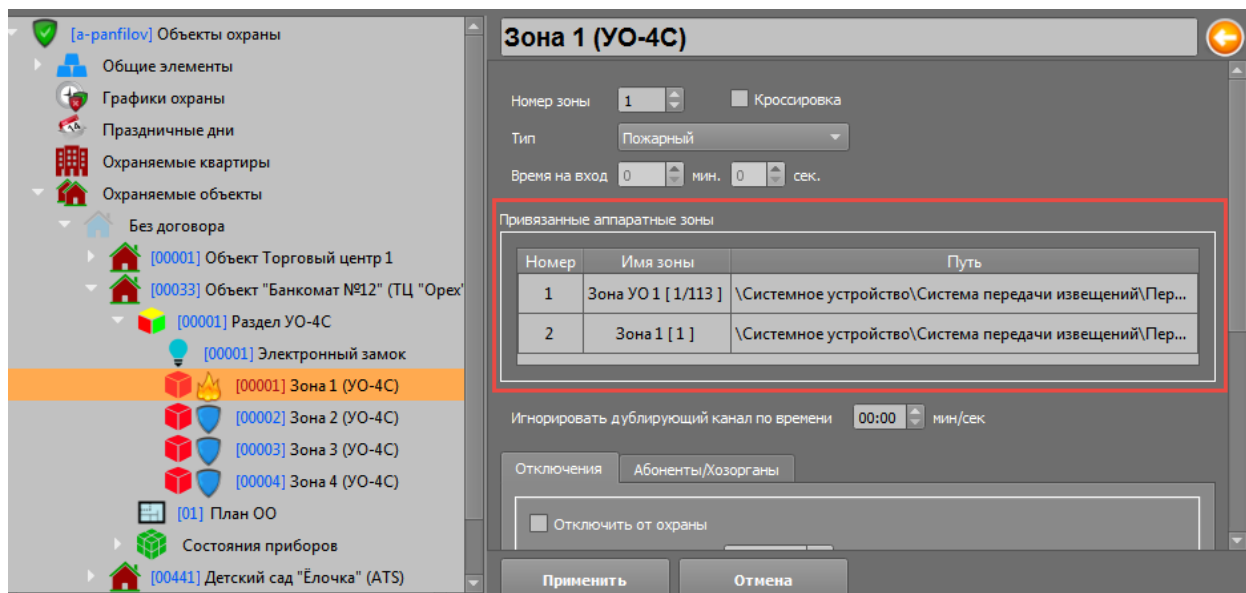 [a-panfilov] Объекты охраны
Общие элементы
Графики охраны
Праздничные дни
Охраняемые квартиры
Охраняемые объекты
Без договора
[00001] Объект Торговый центр 1
[00033] Объект "Банкомат №12" (ТЦ "Орех"
[00001] Раздел УО-4С
[00001] Электронный замок
[00001] Зона 1 (УО-4С)
[00002] Зона 2 (УО-4С)
[00003] Зона 3 (УО-4С)
[00004] Зона 4 (УО-4С)
[01] План ОО
Состояния приборов
[00441] Детский сад "Ёлочка" (ATS)
Зона 1 (УО-4С)
Номер зоны 1 Кроссировка
Тип Пожарный
Время на вход 0 мин. 0 сек.
Привязанные аппаратные зоны
Номер Имя зоны Путь
1 Зона УО 1 [ 1/113 ] \Системное устройство\Система передачи извещений\Пер...
2 Зона 1 [ 1 ] \Системное устройство\Система передачи извещений\Пер...
Игнорировать дублирующий канал по времени 00:00 мин/сек
Отключения Абоненты/Хозорганы
Отключить от охраны
Применить Отмена